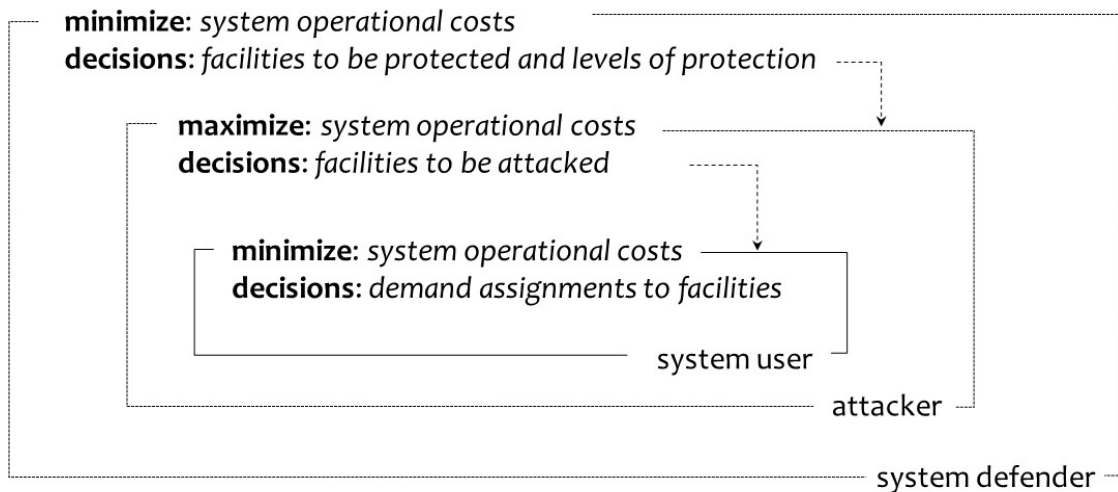 minimize: system operational costs
decisions: facilities to be protected and levels of protection
maximize: system operational costs
decisions: facilities to be attacked
minimize: system operational costs
decisions: demand assignments to facilities
system user
attacker
system defender